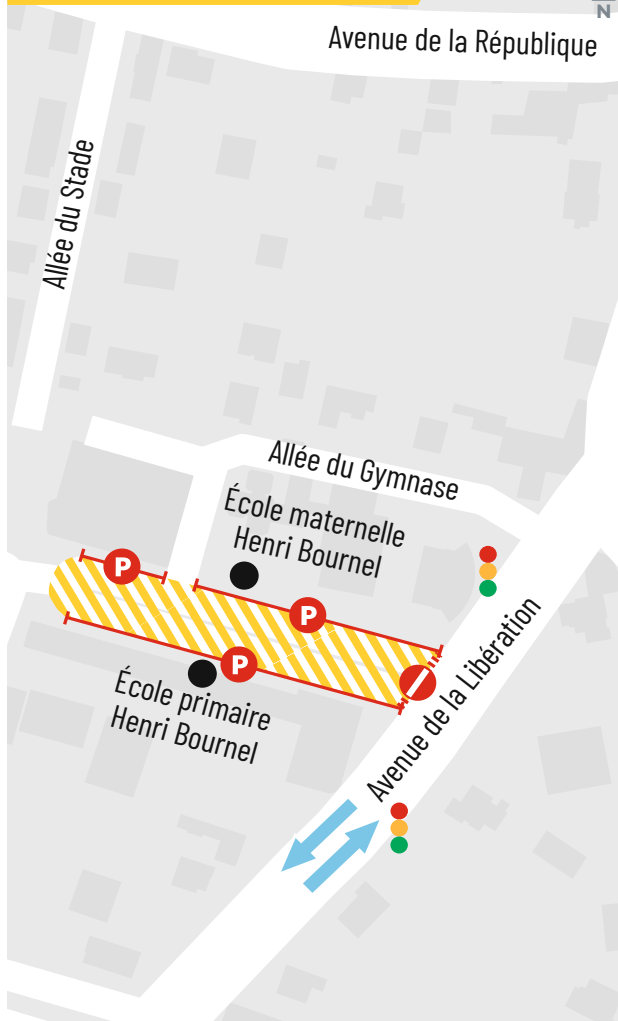 N
Avenue de la République
Allée du Stade
Allée du Gymnase
École maternelle
Henri Bournel
P
P
P
École primaire
Henri Bournel
Avenue de la Libération